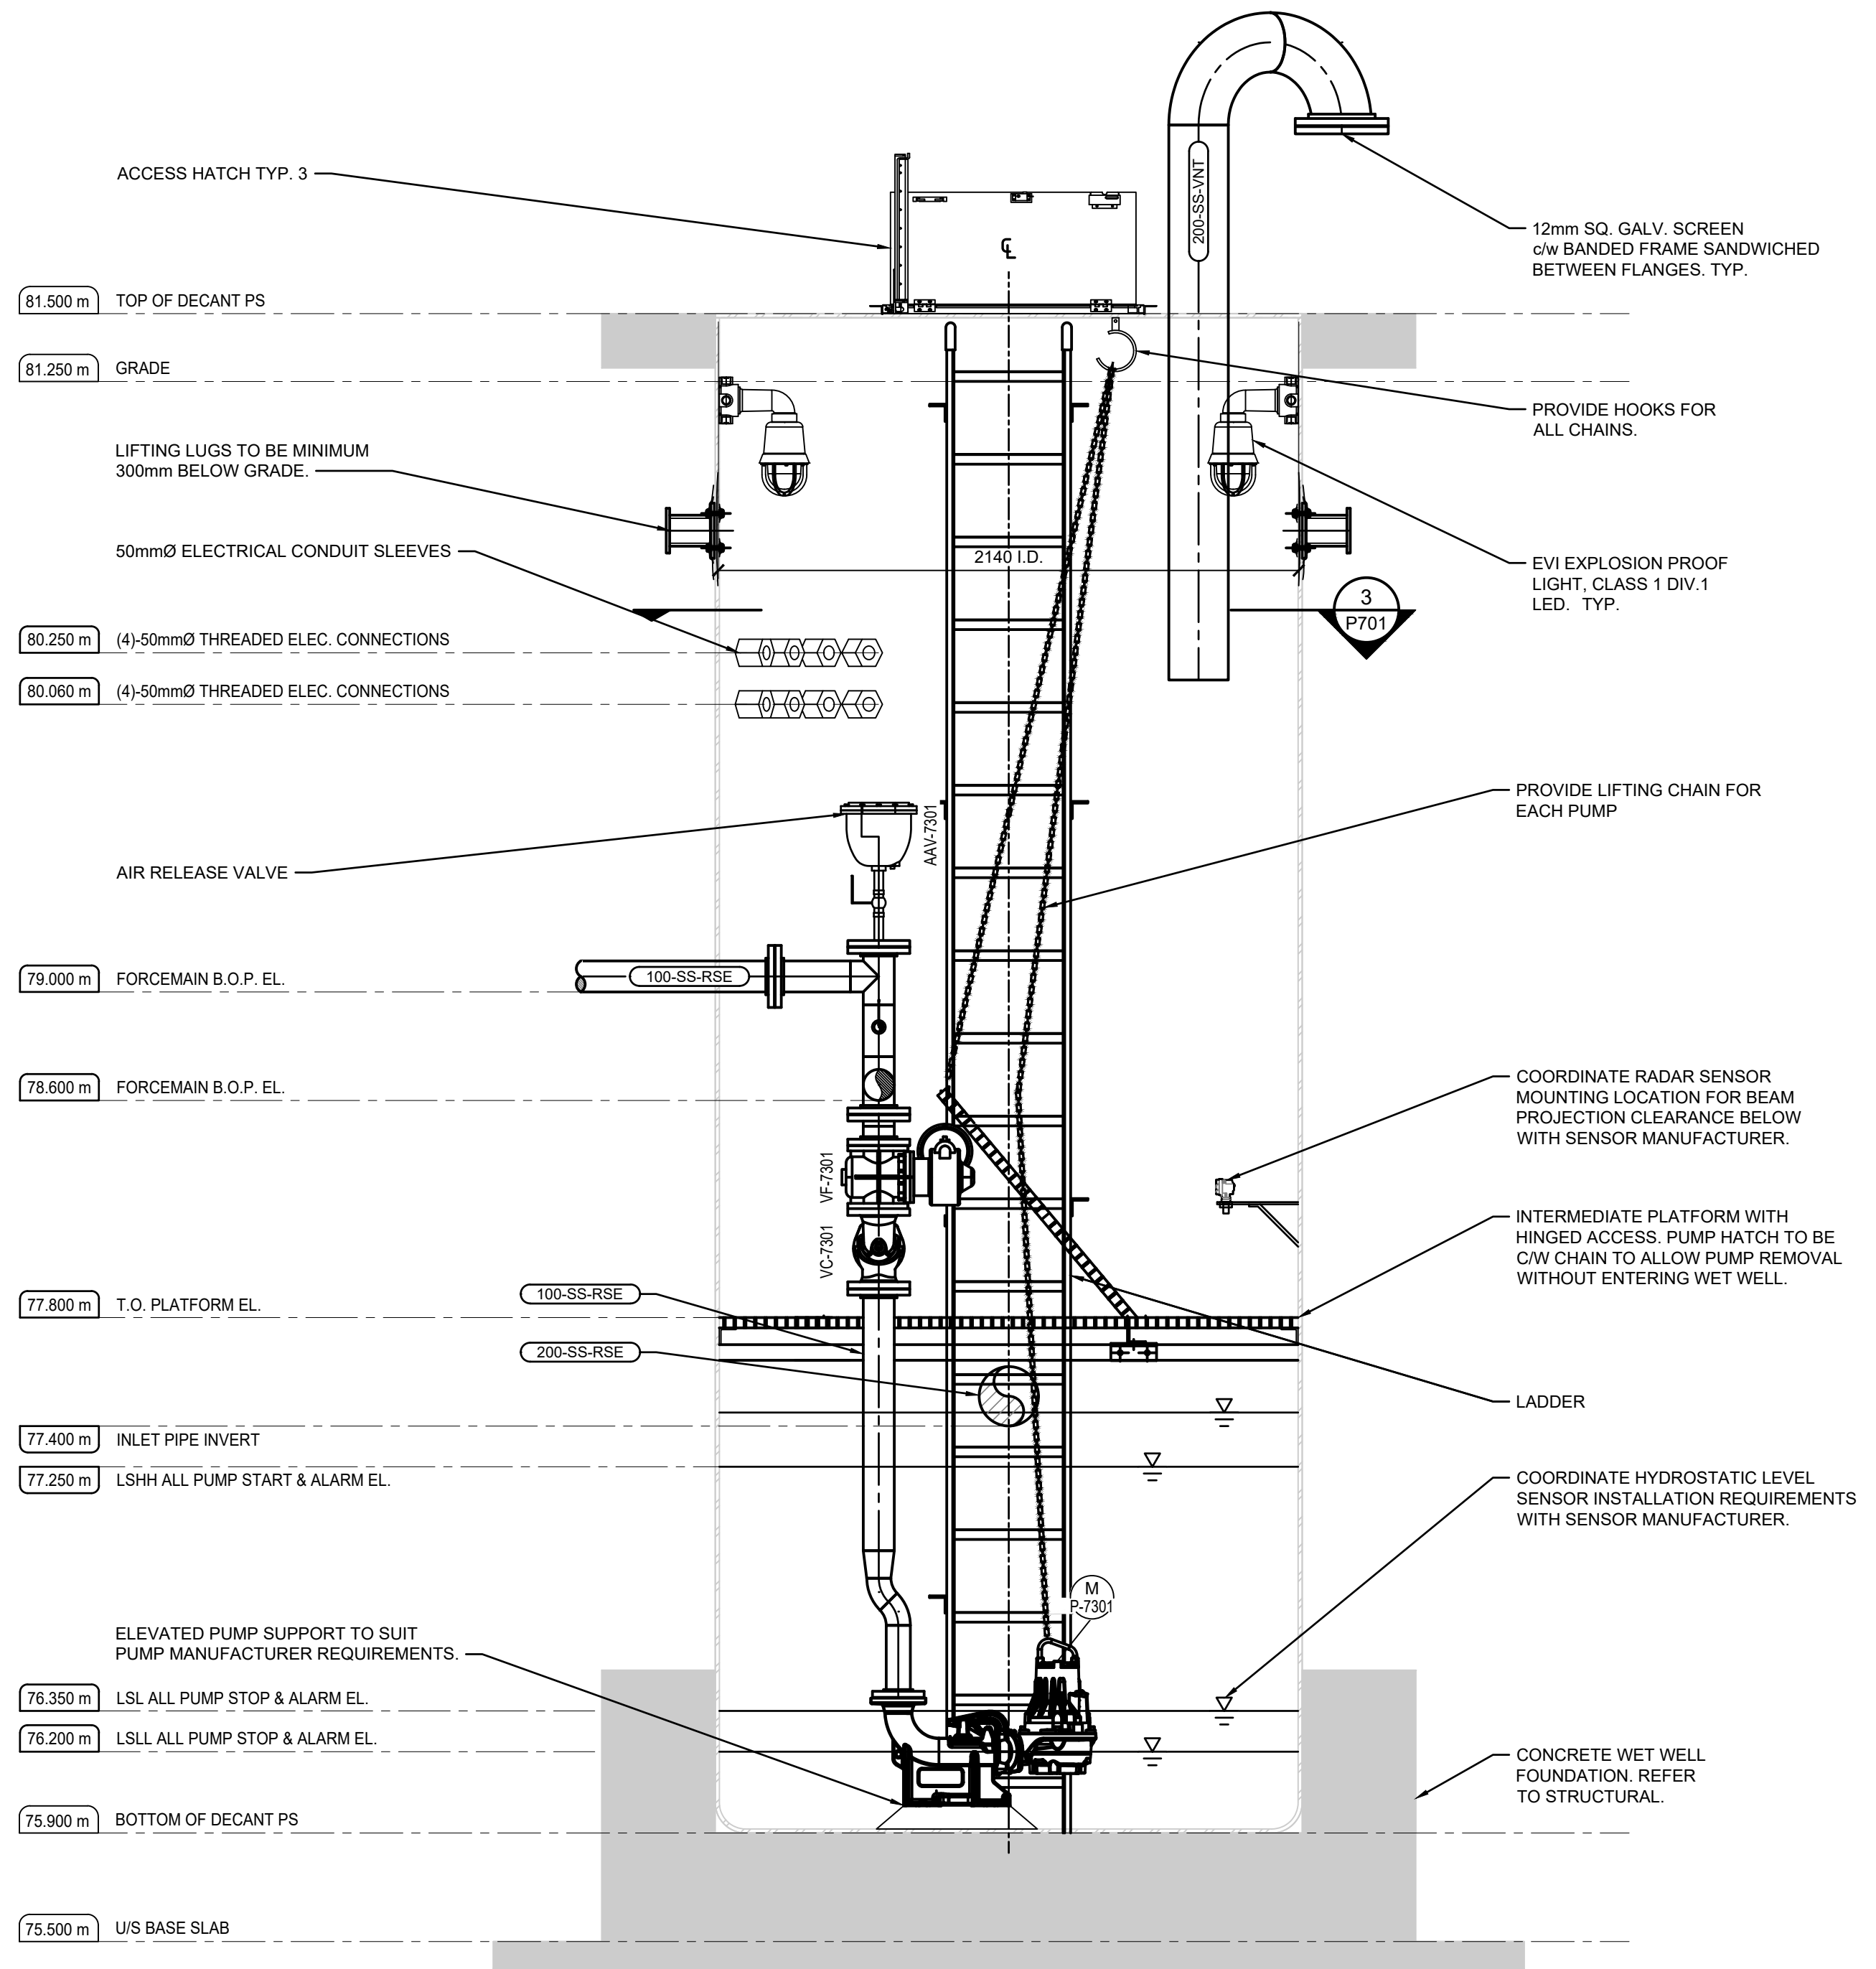 200-SS-VNT
ACCESS HATCH TYP. 3
12mm SQ. GALV. SCREEN
c/w BANDED FRAME SANDWICHED
BETWEEN FLANGES. TYP.
℄
81.500 m TOP OF DECANT PS
81.250 m GRADE
PROVIDE HOOKS FOR
ALL CHAINS.
LIFTING LUGS TO BE MINIMUM
300mm BELOW GRADE.
50mmØ ELECTRICAL CONDUIT SLEEVES
2140 I.D.
EVI EXPLOSION PROOF
LIGHT, CLASS 1 DIV.1
LED. TYP.
3
P701
80.250 m (4)-50mmØ THREADED ELEC. CONNECTIONS
80.060 m (4)-50mmØ THREADED ELEC. CONNECTIONS
PROVIDE LIFTING CHAIN FOR
EACH PUMP
AAV-7301
AIR RELEASE VALVE
79.000 m FORCEMAIN B.O.P. EL.
100-SS-RSE
78.600 m FORCEMAIN B.O.P. EL.
COORDINATE RADAR SENSOR
MOUNTING LOCATION FOR BEAM
PROJECTION CLEARANCE BELOW
WITH SENSOR MANUFACTURER.
VF-7301
VC-7301
INTERMEDIATE PLATFORM WITH
HINGED ACCESS. PUMP HATCH TO BE
C/W CHAIN TO ALLOW PUMP REMOVAL
WITHOUT ENTERING WET WELL.
100-SS-RSE
77.800 m T.O. PLATFORM EL.
200-SS-RSE
LADDER
77.400 m INLET PIPE INVERT
77.250 m LSHH ALL PUMP START & ALARM EL.
COORDINATE HYDROSTATIC LEVEL
SENSOR INSTALLATION REQUIREMENTS
WITH SENSOR MANUFACTURER.
M
P-7301
ELEVATED PUMP SUPPORT TO SUIT
PUMP MANUFACTURER REQUIREMENTS.
76.350 m LSL ALL PUMP STOP & ALARM EL.
76.200 m LSLL ALL PUMP STOP & ALARM EL.
CONCRETE WET WELL
FOUNDATION. REFER
TO STRUCTURAL.
75.900 m BOTTOM OF DECANT PS
75.500 m U/S BASE SLAB